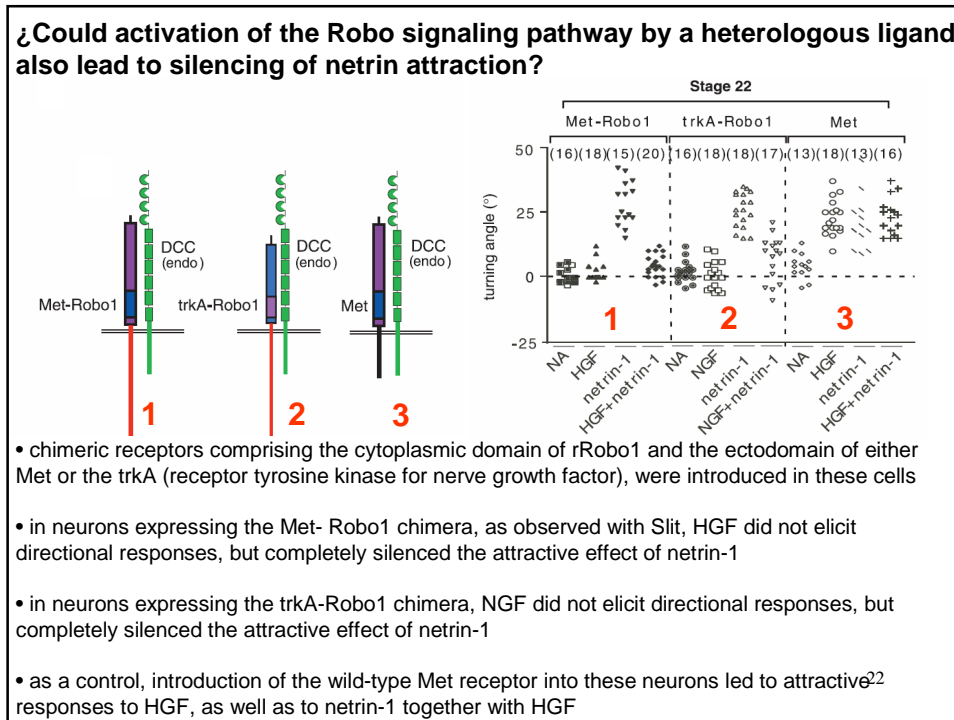 ¿Could activation of the Robo signaling pathway by a heterologous ligand
also lead to silencing of netrin attraction?
Stage 22
Met-Robo1 trkA-Robo1 Met
(16)(18)(15)(20)(16)(18)(18)(17)(13)(18)(13)(16)
50
25
0
-25
turning angle (°)
1 2 3
NA HGF netrin-1 HGF+netrin-1 NA NGF netrin-1 NGF+netrin-1 NA HGF netrin-1 HGF+netrin-1
DCC
(endo)
Met-Robo1
1
DCC
(endo)
trkA-Robo1
2
DCC
(endo)
Met
3
• chimeric receptors comprising the cytoplasmic domain of rRobo1 and the ectodomain of either
Met or the trkA (receptor tyrosine kinase for nerve growth factor), were introduced in these cells
• in neurons expressing the Met- Robo1 chimera, as observed with Slit, HGF did not elicit
directional responses, but completely silenced the attractive effect of netrin-1
• in neurons expressing the trkA-Robo1 chimera, NGF did not elicit directional responses, but
completely silenced the attractive effect of netrin-1
• as a control, introduction of the wild-type Met receptor into these neurons led to attractive
22
responses to HGF, as well as to netrin-1 together with HGF